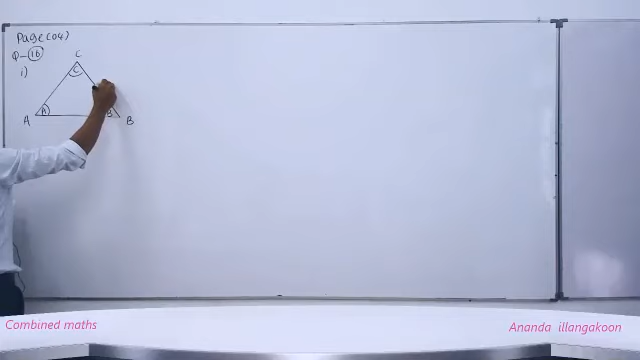 Page(04)
Q-16
i)
C
C
A
A
B
B
Combined maths
Ananda illangakoon